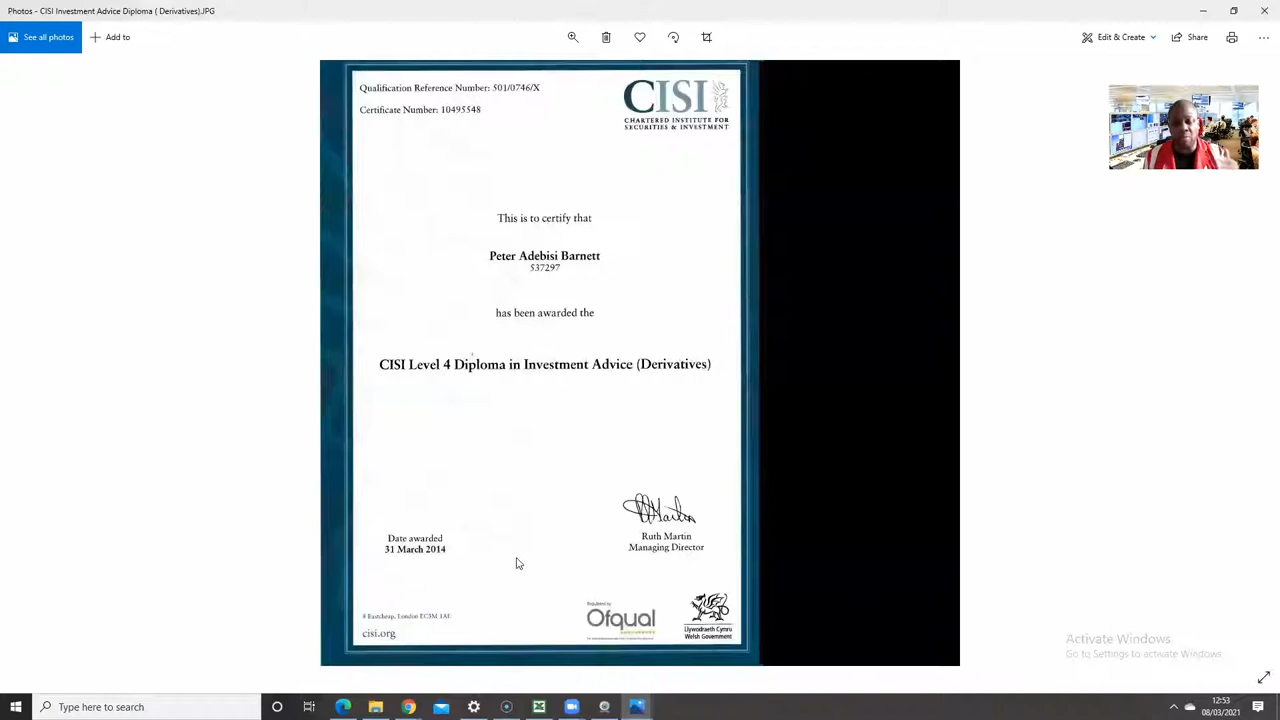 Photos - CISI Investment Advice Diploma ( Derivatives).JPG
See all photos
Add to
Edit & Create
Share
Qualification Reference Number: 501/0746/X
Certificate Number: 10495548
CISI
CHARTERED INSTITUTE FOR
SECURITIES & INVESTMENT
This is to certify that
Peter Adebisi Barnett
537297
has been awarded the
CISI Level 4 Diploma in Investment Advice (Derivatives)
Ruth Martin
Managing Director
Date awarded
31 March 2014
8 Eastcheap, London EC3M 1AE
cisi.org
Regulated by
Ofqual
Llywodraeth Cymru
Welsh Government
Activate Windows
Go to Settings to activate Windows.
Type here to search
12:53
08/03/2021